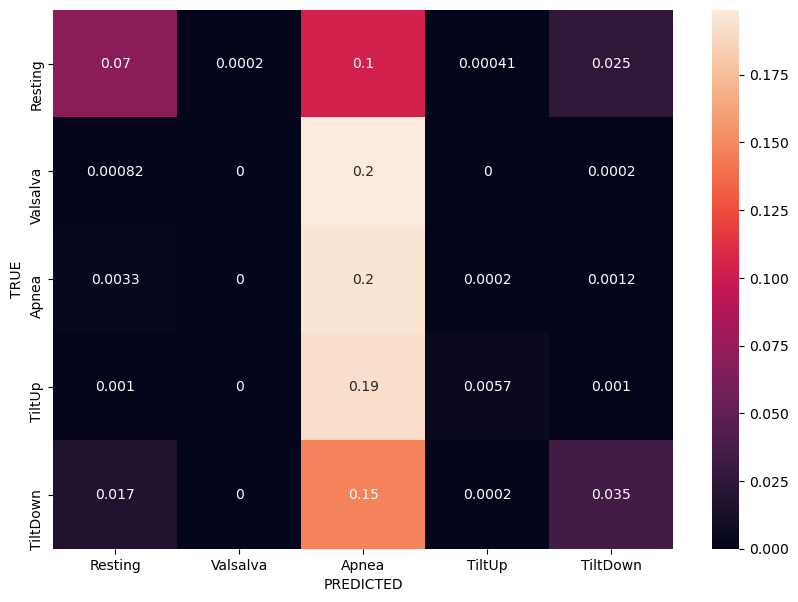 Resting 0.07 0.0002 0.1 0.00041 0.025
Valsalva 0.00082 0 0.2 0 0.0002
Apnea 0.0033 0 0.2 0.0002 0.0012
TiltUp 0.001 0 0.19 0.0057 0.001
TiltDown 0.017 0 0.15 0.0002 0.035
TRUE
Resting Valsalva Apnea TiltUp TiltDown
PREDICTED
0.175
0.150
0.125
0.100
0.075
0.050
0.025
0.000